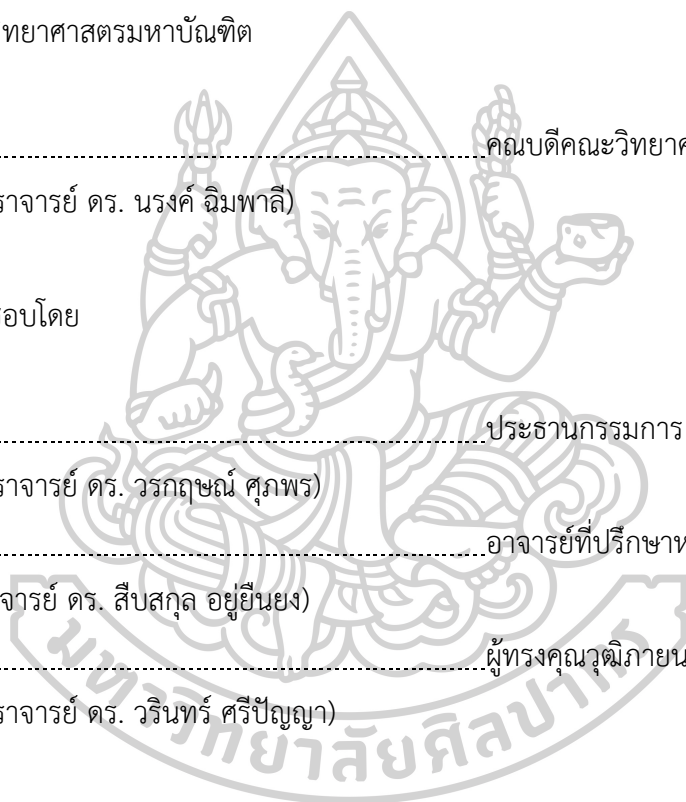 ทยาศาสตรมหาบัณฑิต
คณบดีคณะวิทยาศ
ราจารย์ ดร. นรงค์ ฉิมพาลี)
อบโดย
ประธานกรรมการ
ราจารย์ ดร. วรกฤษณ์ ศุภพร)
อาจารย์ที่ปรึกษาห
จารย์ ดร. สืบสกุล อยู่ยืนยง)
ผู้ทรงคุณวุฒิภายน
ราจารย์ ดร. วรินทร์ ศรีปัญญา)
มหาวิทยาลัยศิลปากร